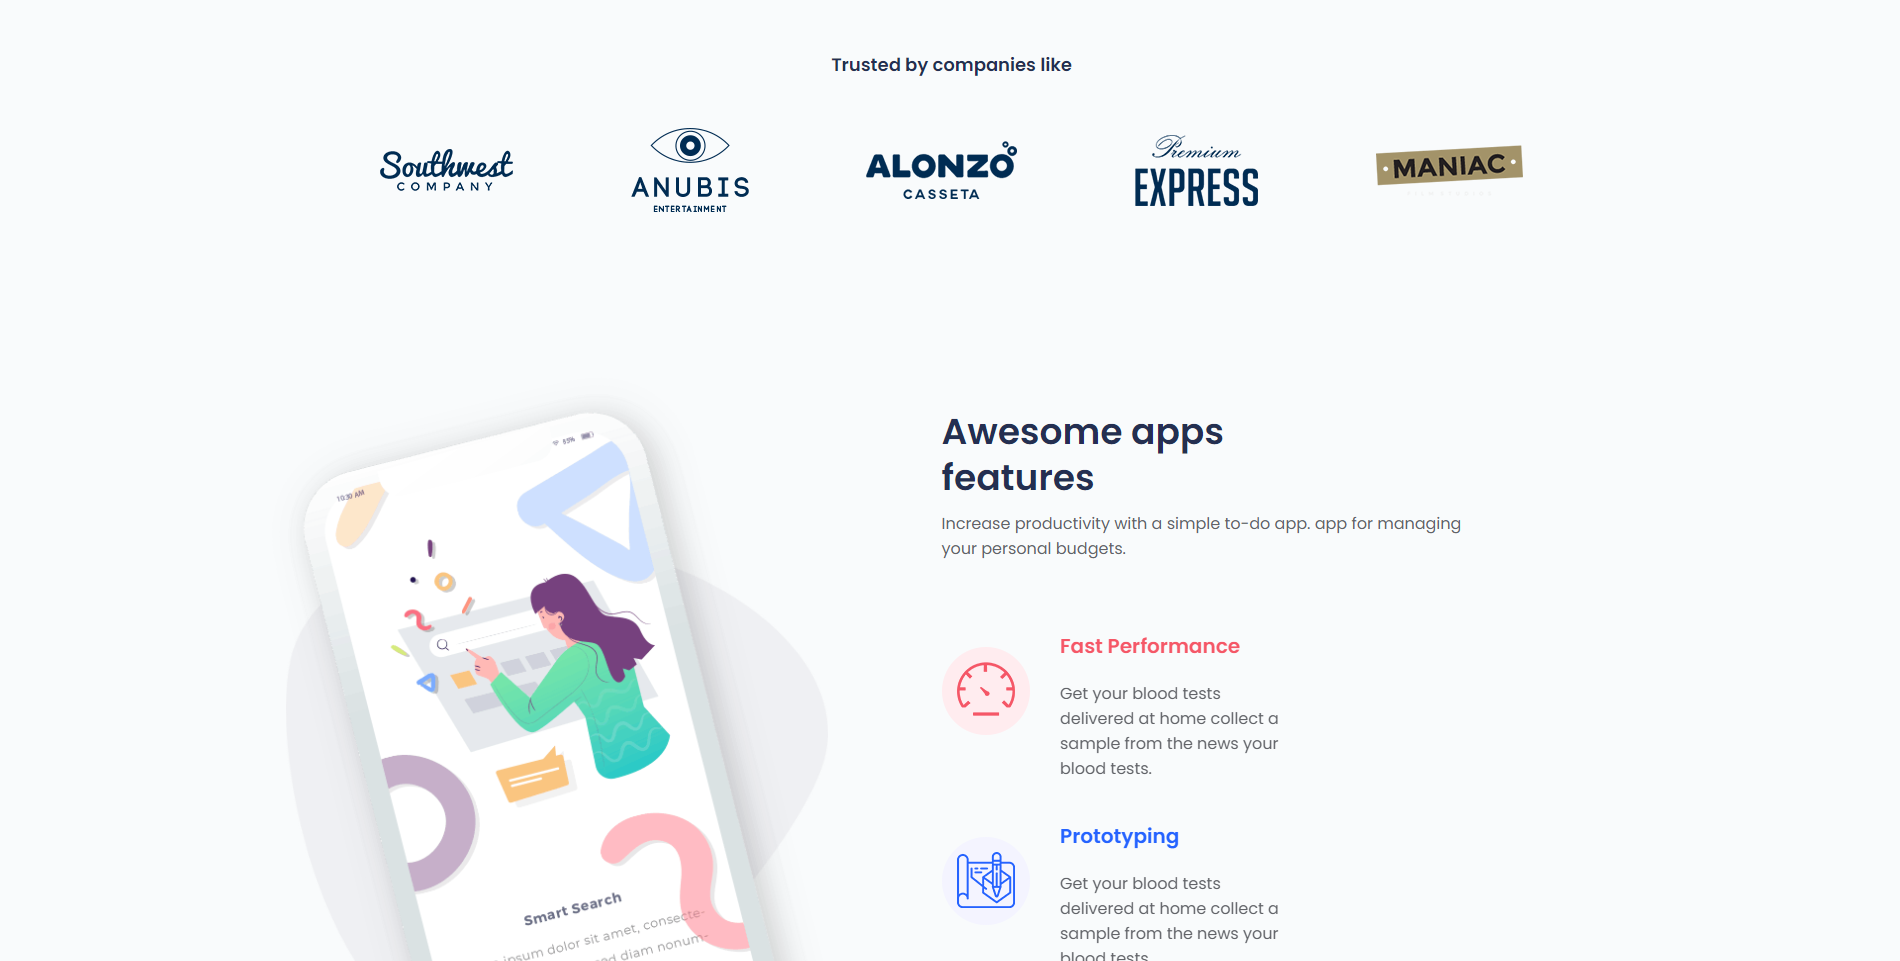 Trusted by companies like
Southwest
COMPANY
ANUBIS
ENTERTAINMENT
ALONZO
CASSETA
Premium
EXPRESS
MANIAC
10:30 AM
Smart Search
ipsum dolor sit amet, consecte-
diam nonum-
Awesome apps
features
Increase productivity with a simple to-do app. app for managing
your personal budgets.
Fast Performance
Get your blood tests
delivered at home collect a
sample from the news your
blood tests.
Prototyping
Get your blood tests
delivered at home collect a
sample from the news your
blood tests.